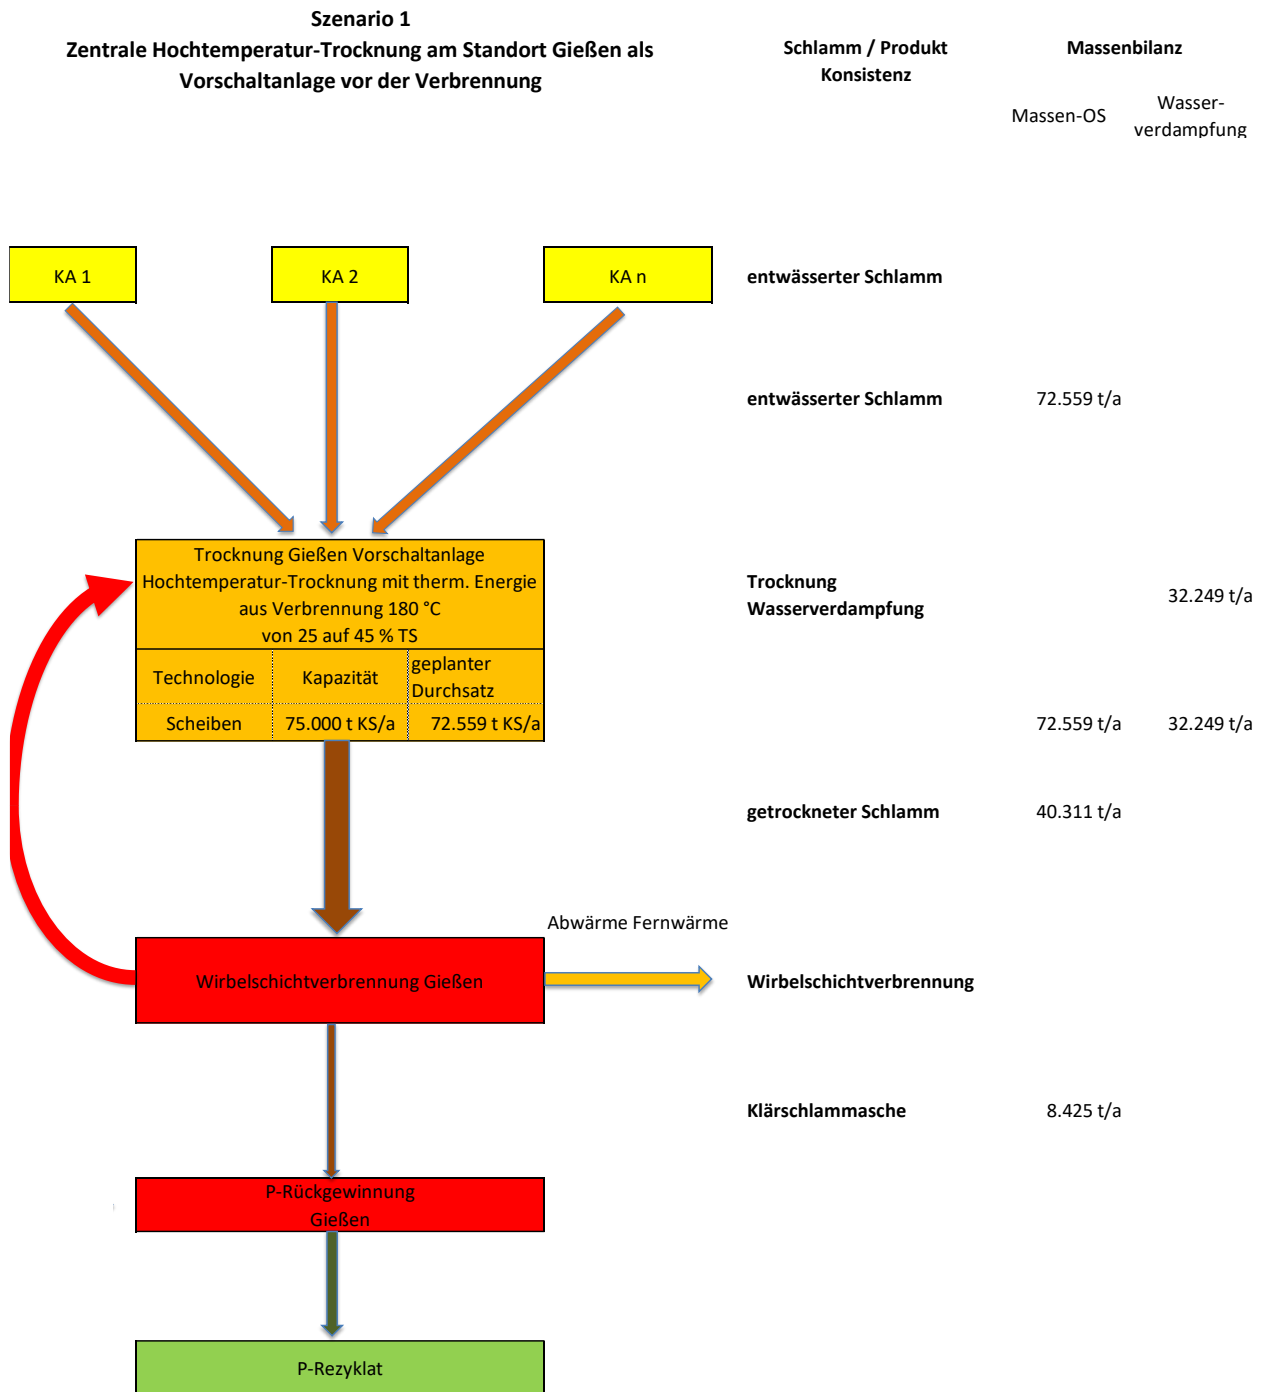 Szenario 1
Zentrale Hochtemperatur-Trocknung am Standort Gießen als
Vorschaltanlage vor der Verbrennung
Schlamm / Produkt
Konsistenz
Massenbilanz
Massen-OS
Wasser-
verdampfung
KA 1
KA 2
KA n
entwässerter Schlamm
entwässerter Schlamm
72.559 t/a
Trocknung Gießen Vorschaltanlage
Hochtemperatur-Trocknung mit therm. Energie
aus Verbrennung 180 °C
von 25 auf 45 % TS
Trocknung
Wasserverdampfung
32.249 t/a
Technologie
Kapazität
geplanter
Durchsatz
Scheiben
75.000 t KS/a
72.559 t KS/a
72.559 t/a
32.249 t/a
getrockneter Schlamm
40.311 t/a
Abwärme Fernwärme
Wirbelschichtverbrennung Gießen
Wirbelschichtverbrennung
Klärschlammasche
8.425 t/a
P-Rückgewinnung
Gießen
P-Rezyklat